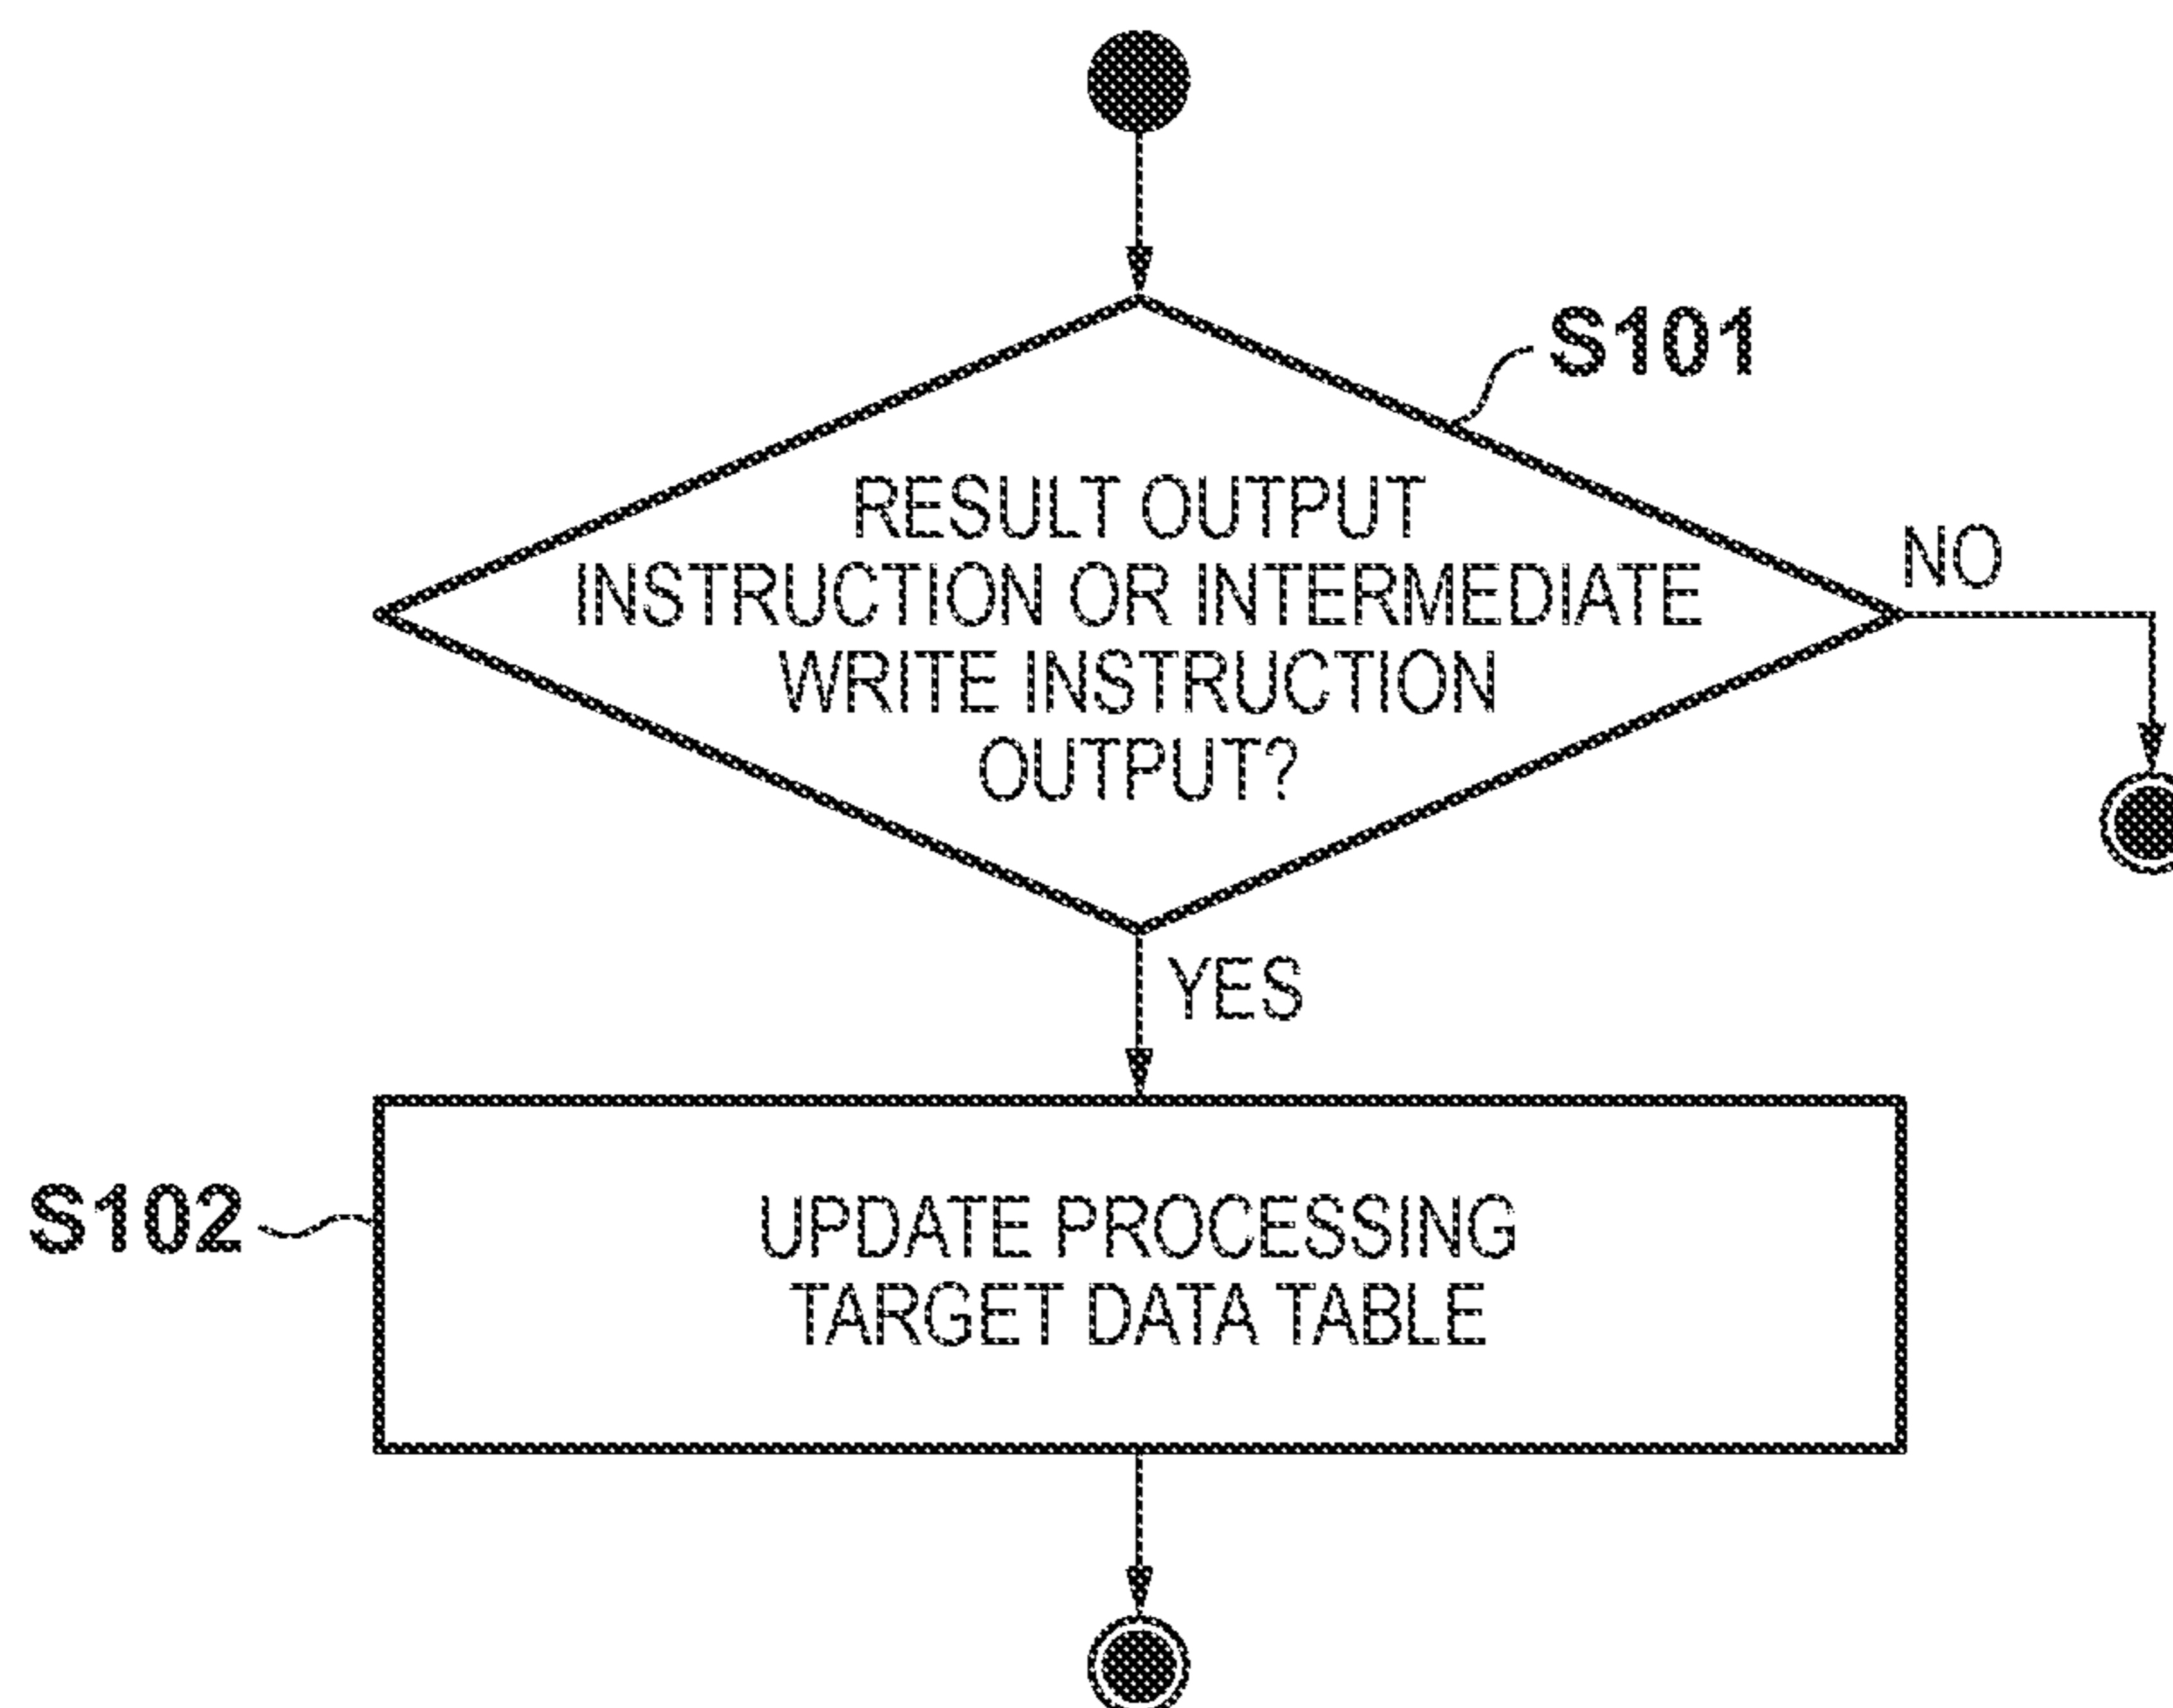 S101
RESULT OUTPUT
INSTRUCTION OR INTERMEDIATE
WRITE INSTRUCTION
OUTPUT?
NO
YES
S102
UPDATE PROCESSING
TARGET DATA TABLE